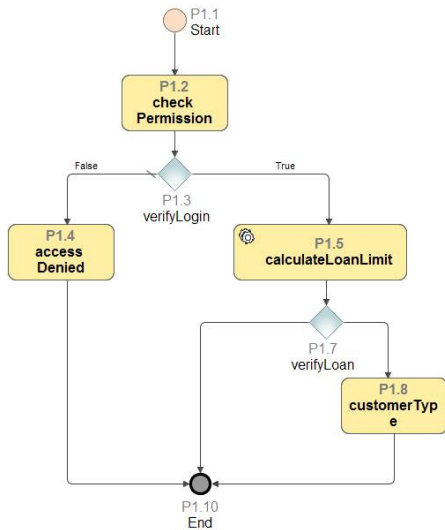 P1.1
Start
P1.2
check
Permission
False
True
P1.3
verifyLogin
P1.4
access
Denied
P1.5
calculateLoanLimit
P1.7
verifyLoan
P1.8
customerTyp
e
P1.10
End